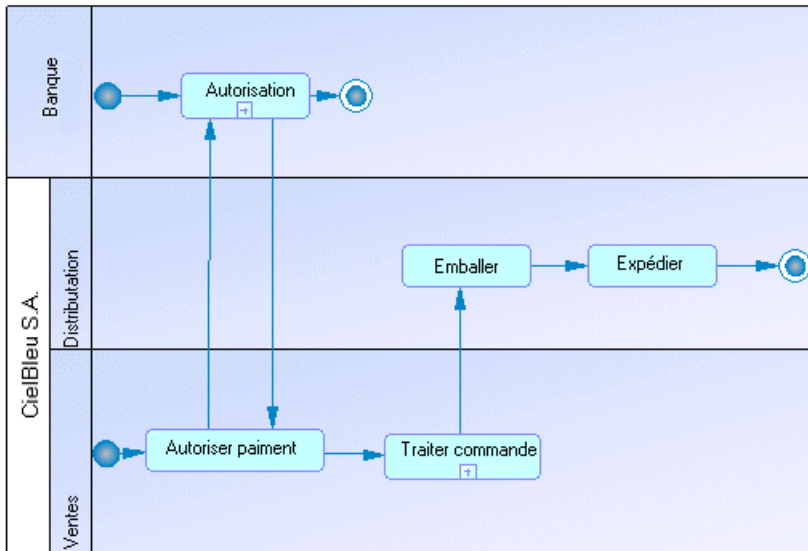 Banque
Autorisation
CielBleu S.A.
Distributation
Emballer
Expédier
Ventes
Autoriser paiment
Traiter commande